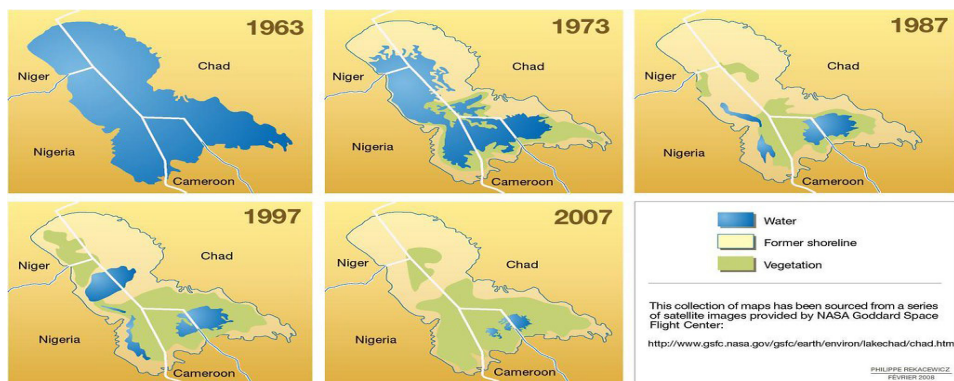 1963
Niger
Chad
Nigeria
Cameroon
1973
Niger
Chad
Nigeria
Cameroon
1987
Niger
Chad
Nigeria
Cameroon
1997
Niger
Chad
Nigeria
Cameroon
2007
Niger
Chad
Nigeria
Cameroon
Water
Former shoreline
Vegetation
This collection of maps has been sourced from a series
of satellite images provided by NASA Goddard Space
Flight Center:
http://www.gsfc.nasa.gov/gsfc/earth/environ/lakechad/chad.htm
PHILIPPE REKACEWICZ
FÉVRIER 2008